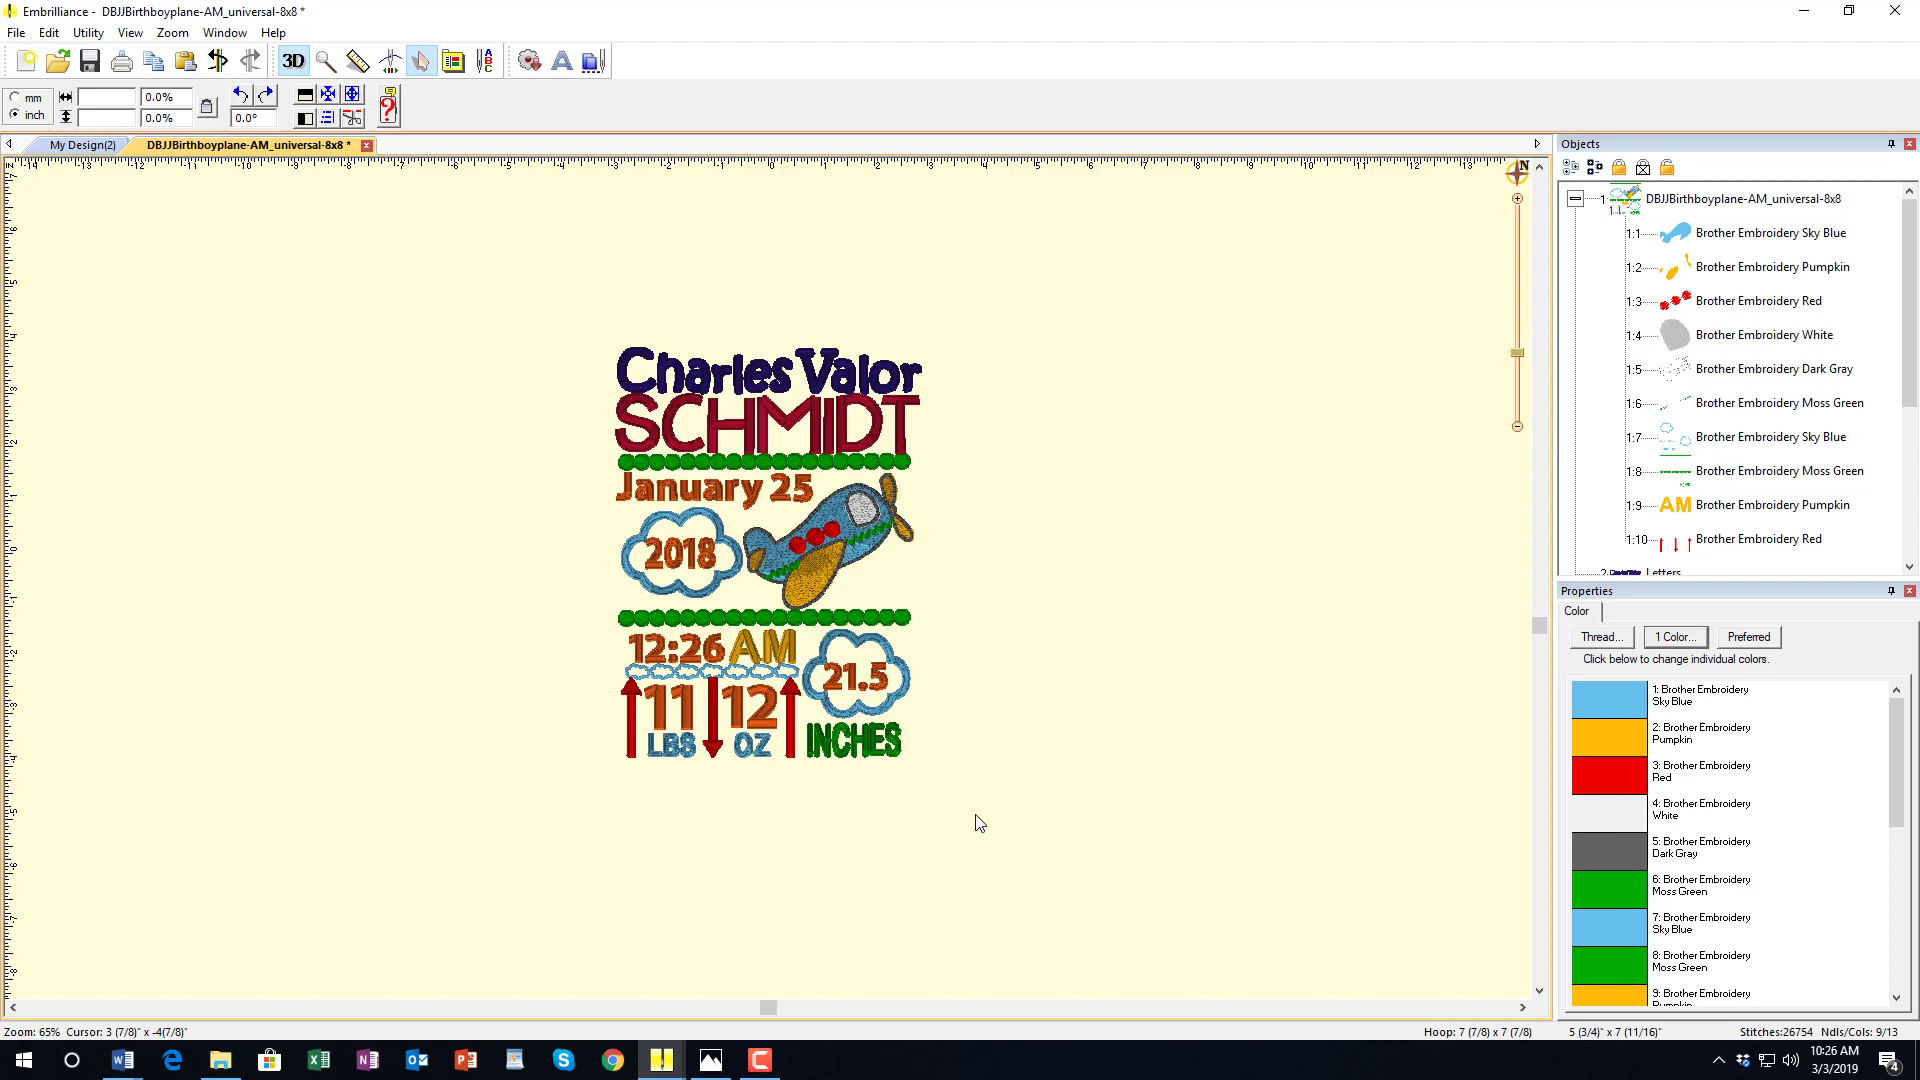 Embrilliance - DBJJBirthboyplane-AM_universal-8x8 *
File Edit Utility View Zoom Window Help
3D
A B C
A
mm
0.0%
inch
0.0%
0.0°
My Design(2)
DBJJBirthboyplane-AM_universal-8x8 *
N
Charles Valor
SCHMIDT
January 25
2018
12:26 AM
21.5
11 12
LBS OZ INCHES
Objects
1 DBJJBirthboyplane-AM_universal-8x8
1:1 Brother Embroidery Sky Blue
1:2 Brother Embroidery Pumpkin
1:3 Brother Embroidery Red
1:4 Brother Embroidery White
1:5 Brother Embroidery Dark Gray
1:6 Brother Embroidery Moss Green
1:7 Brother Embroidery Sky Blue
1:8 Brother Embroidery Moss Green
1:9 AM Brother Embroidery Pumpkin
1:10 Brother Embroidery Red
2 Letters
Properties
Color
Thread... 1 Color... Preferred
Click below to change individual colors.
1: Brother Embroidery
Sky Blue
2: Brother Embroidery
Pumpkin
3: Brother Embroidery
Red
4: Brother Embroidery
White
5: Brother Embroidery
Dark Gray
6: Brother Embroidery
Moss Green
7: Brother Embroidery
Sky Blue
8: Brother Embroidery
Moss Green
9: Brother Embroidery
Pumpkin
Zoom: 65% Cursor: 3 (7/8)" x -4(7/8)"
Hoop: 7 (7/8) x 7 (7/8)
5 (3/4)" x 7 (11/16)"
Stitches:26754 Ndls/Cols: 9/13
10:26 AM
3/3/2019
4